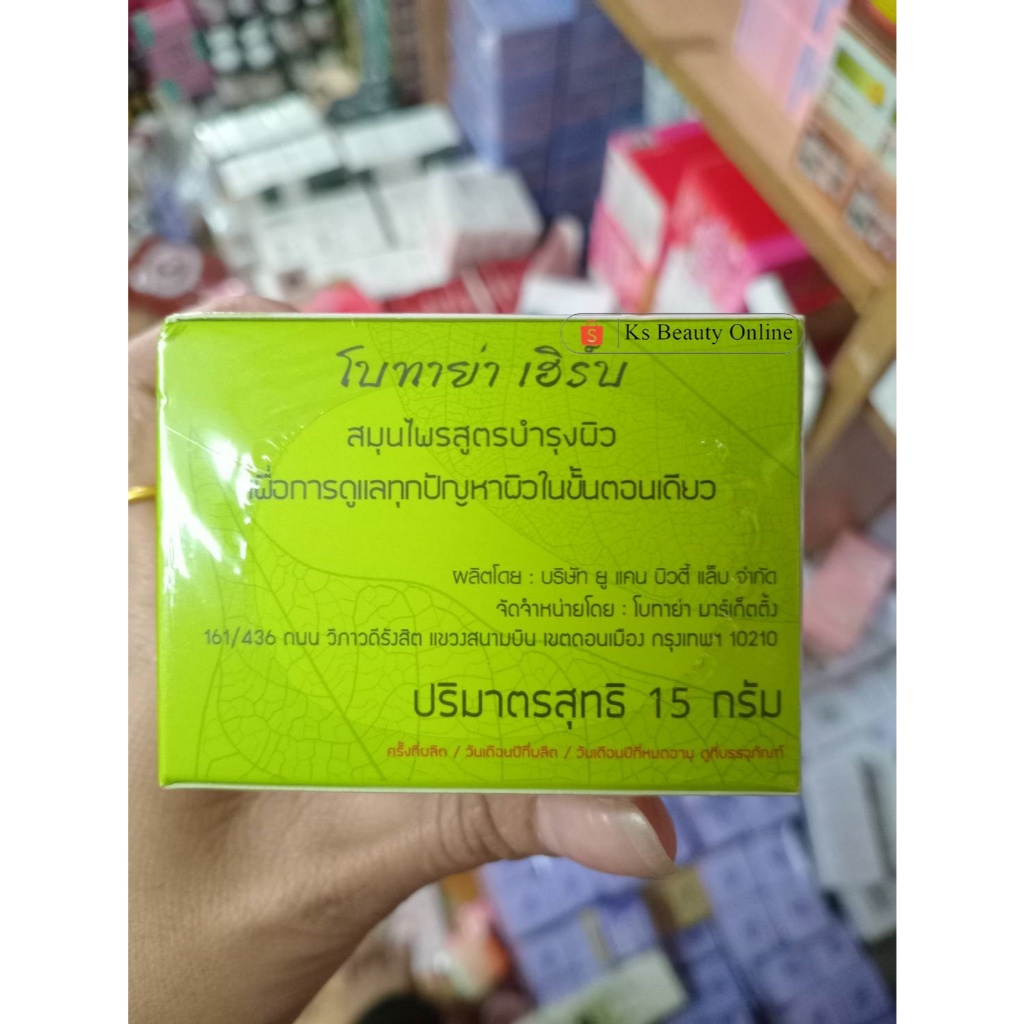 Ks Beauty Online
โบทาย่า เฮิร์บ
สมุนไพรสูตรบำรุงผิว
เพื่อการดูแลทุกปัญหาผิวในขั้นตอนเดียว
ผลิตโดย : บริษัท ยู แคน บิวตี้ แล็บ จำกัด
จัดจำหน่ายโดย : โบทาย่า มาร์เก็ตติ้ง
161/436 ถนน วิภาวดีรังสิต แขวงสนามบิน เขตดอนเมือง กรุงเทพฯ 10210
ปริมาตรสุทธิ 15 กรัม
ครั้งที่ผลิต / วันเดือนปีที่ผลิต / วันเดือนปีที่หมดอายุ ดูที่บรรจุภัณฑ์